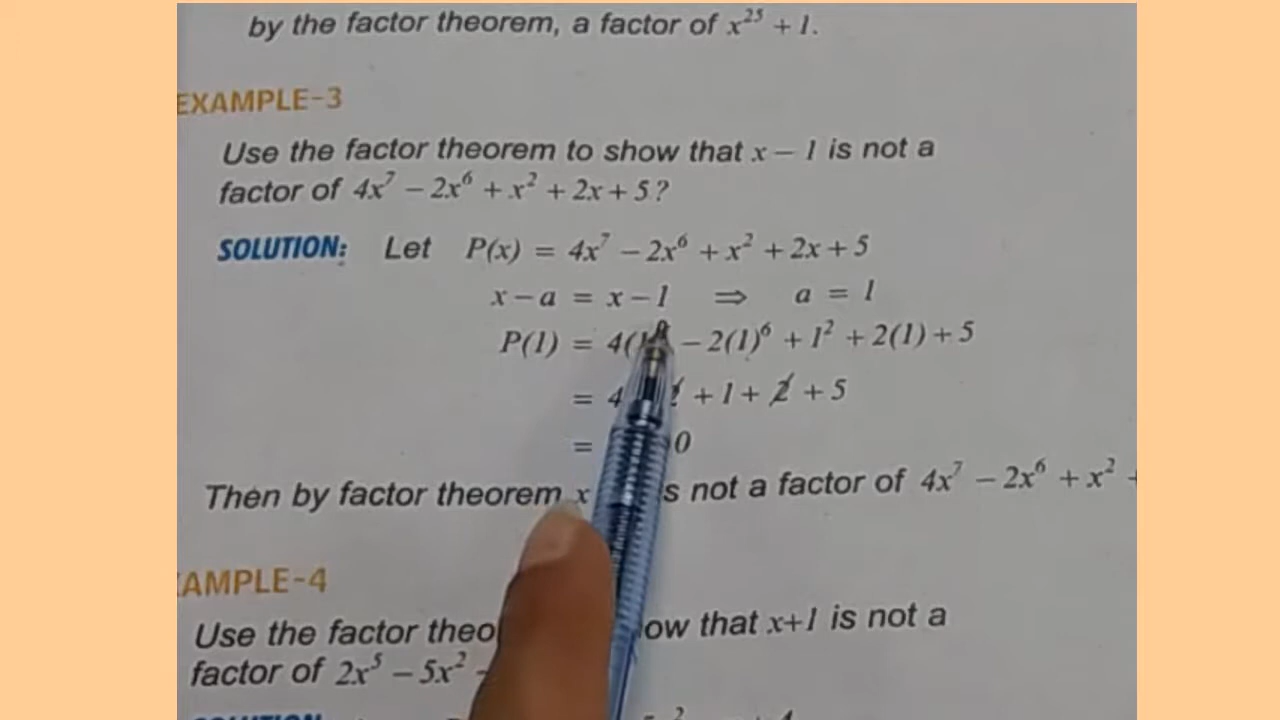 by the factor theorem, a factor of x²⁵ + 1.
EXAMPLE-3
Use the factor theorem to show that x – 1 is not a
factor of 4x⁷ – 2x⁶ + x² + 2x + 5?
SOLUTION: Let P(x) = 4x⁷ – 2x⁶ + x² + 2x + 5
x – a = x – 1 ⇒ a = 1
P(1) = 4(1 – 2(1)⁶ + 1² + 2(1) + 5
= 4 + 1 + 2 + 5
= 0
Then by factor theorem x s not a factor of 4x⁷ – 2x⁶ + x²
AMPLE-4
Use the factor theo ow that x+1 is not a
factor of 2x⁵ – 5x²